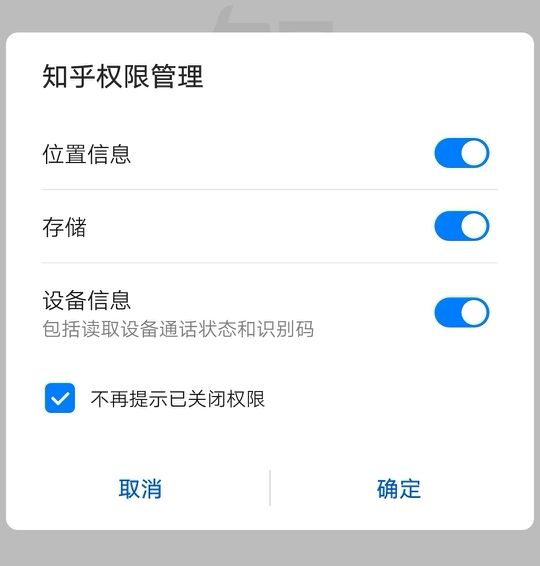 知乎权限管理
位置信息
存储
设备信息
包括读取设备通话状态和识别码
不再提示已关闭权限
取消
确定